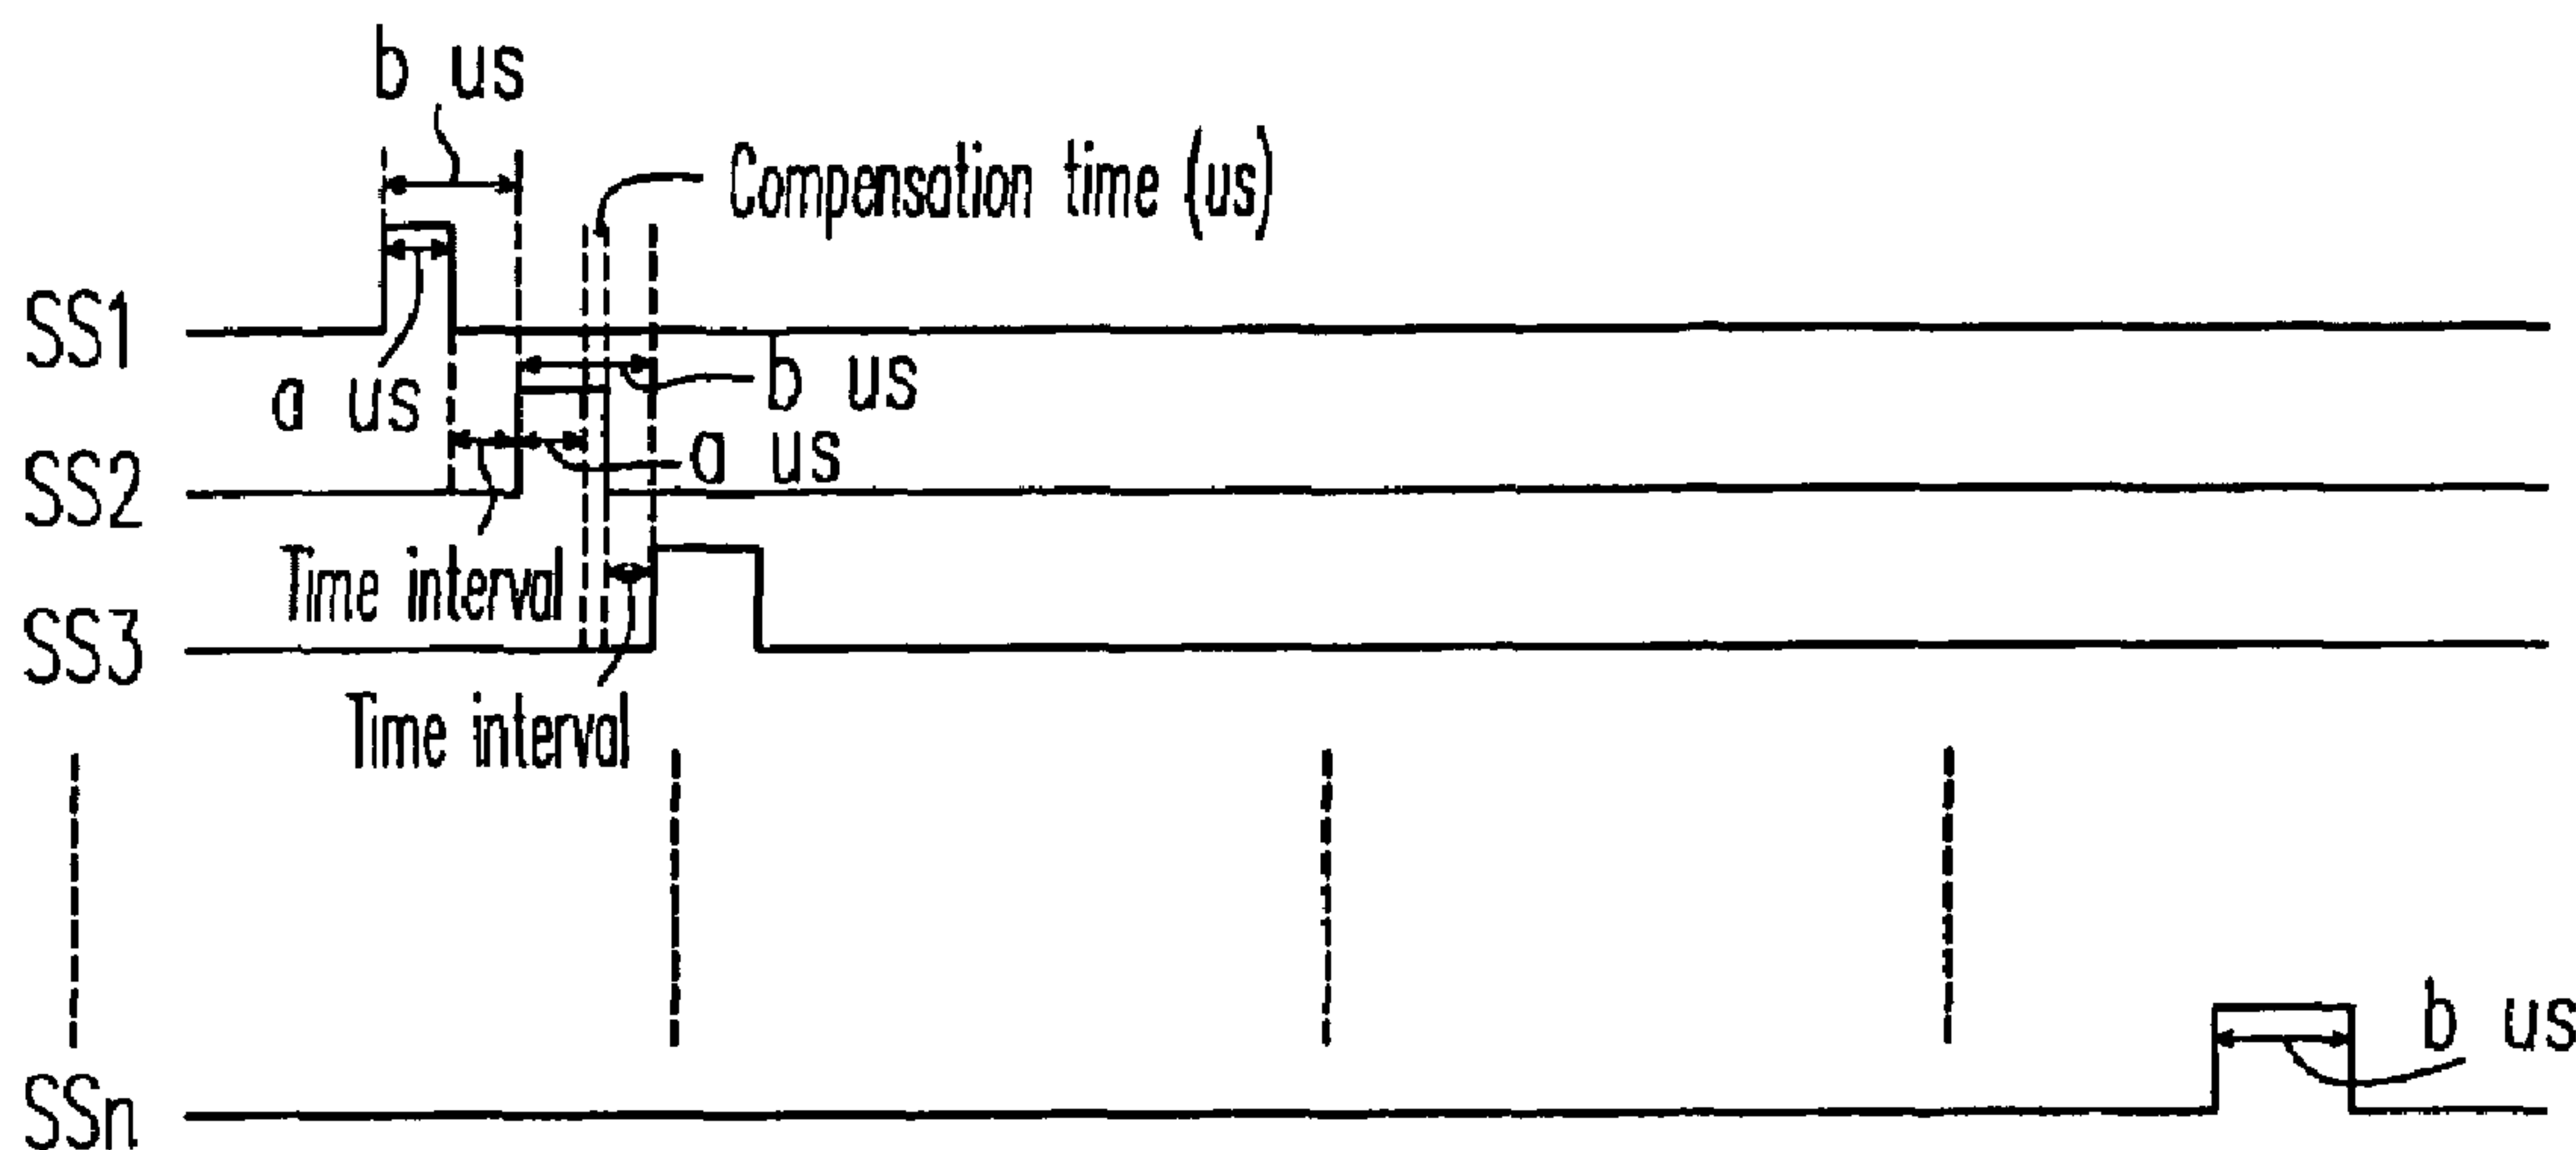 b us
Compensation time (us)
SS1
a us
b us
SS2
a us
Time interval
SS3
Time interval
SSn
b us